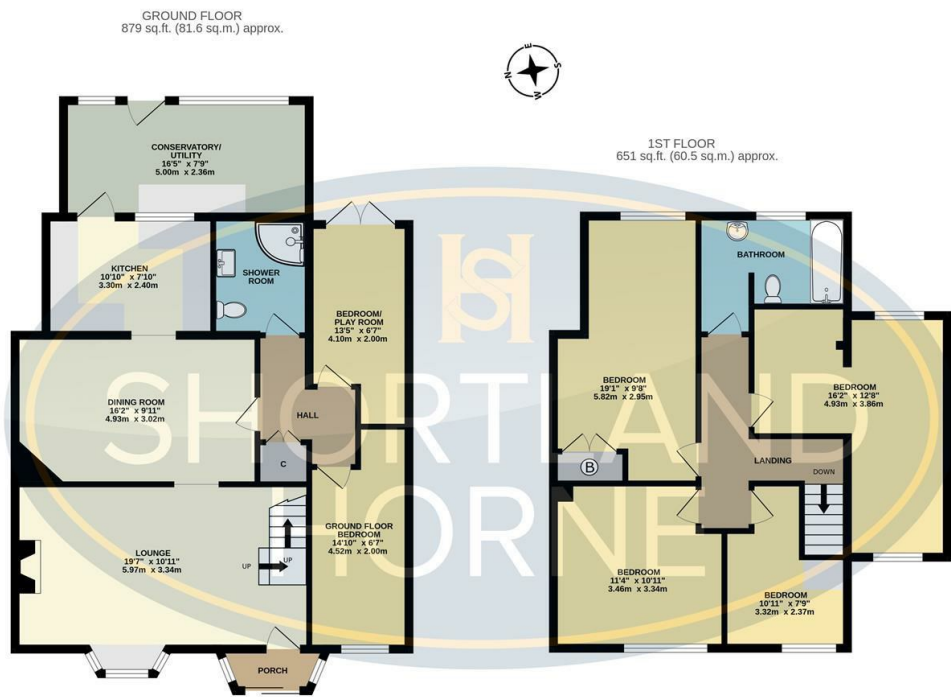 GROUND FLOOR
879 sq.ft. (81.6 sq.m.) approx.
E
N
S
W
1ST FLOOR
651 sq.ft. (60.5 sq.m.) approx.
CONSERVATORY/
UTILITY
16'5" x 7'9"
5.00m x 2.36m
KITCHEN
10'10" x 7'10"
3.30m x 2.40m
SHOWER
ROOM
BEDROOM/
PLAY ROOM
13'5" x 6'7"
4.10m x 2.00m
DINING ROOM
16'2" x 9'11"
4.93m x 3.02m
HALL
C
LOUNGE
19'7" x 10'11"
5.97m x 3.34m
UP
UP
GROUND FLOOR
BEDROOM
14'10" x 6'7"
4.52m x 2.00m
PORCH
BATHROOM
BEDROOM
19'1" x 9'8"
5.82m x 2.95m
BEDROOM
16'2" x 12'8"
4.93m x 3.86m
LANDING
DOWN
B
BEDROOM
11'4" x 10'11"
3.46m x 3.34m
BEDROOM
10'11" x 7'9"
3.32m x 2.37m
HS
SHORTLAND
HORNE